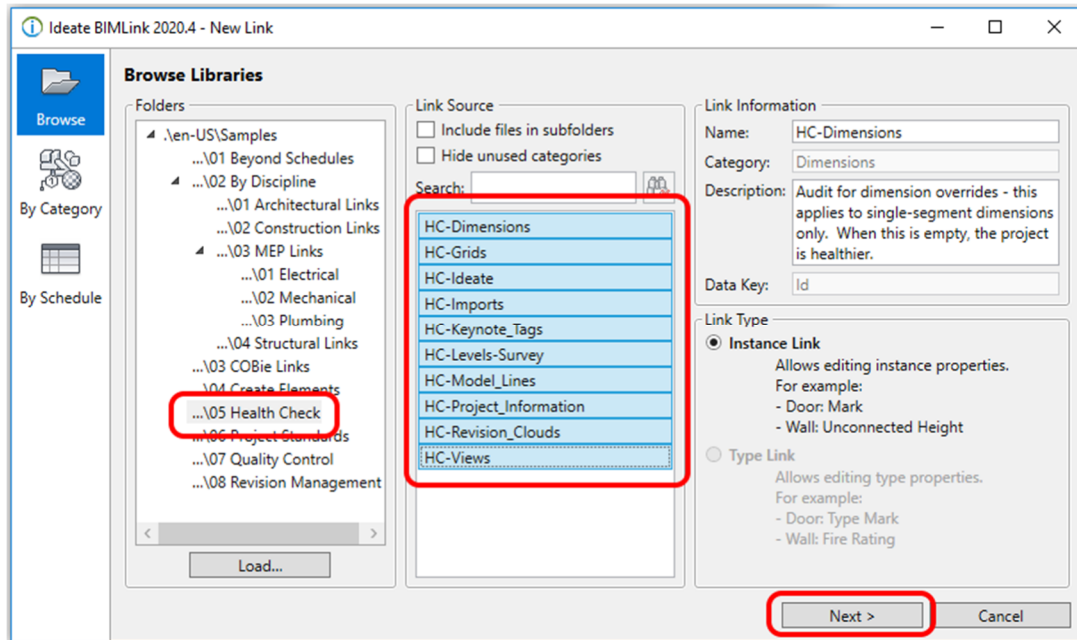 Ideate BIMLink 2020.4 - New Link
Browse
By Category
By Schedule
Browse Libraries
Folders
.\en-US\Samples
...\01 Beyond Schedules
...\02 By Discipline
...\01 Architectural Links
...\02 Construction Links
...\03 MEP Links
...\01 Electrical
...\02 Mechanical
...\03 Plumbing
...\04 Structural Links
...\03 COBie Links
...\04 Create Elements
...\05 Health Check
...\06 Project Standards
...\07 Quality Control
...\08 Revision Management
Load...
Link Source
Include files in subfolders
Hide unused categories
Search:
HC-Dimensions
HC-Grids
HC-Ideate
HC-Imports
HC-Keynote_Tags
HC-Levels-Survey
HC-Model_Lines
HC-Project_Information
HC-Revision_Clouds
HC-Views
Link Information
Name: HC-Dimensions
Category: Dimensions
Description: Audit for dimension overrides - this
applies to single-segment dimensions
only. When this is empty, the project
is healthier.
Data Key: Id
Link Type
Instance Link
Allows editing instance properties.
For example:
- Door: Mark
- Wall: Unconnected Height
Type Link
Allows editing type properties.
For example:
- Door: Type Mark
- Wall: Fire Rating
Next >
Cancel